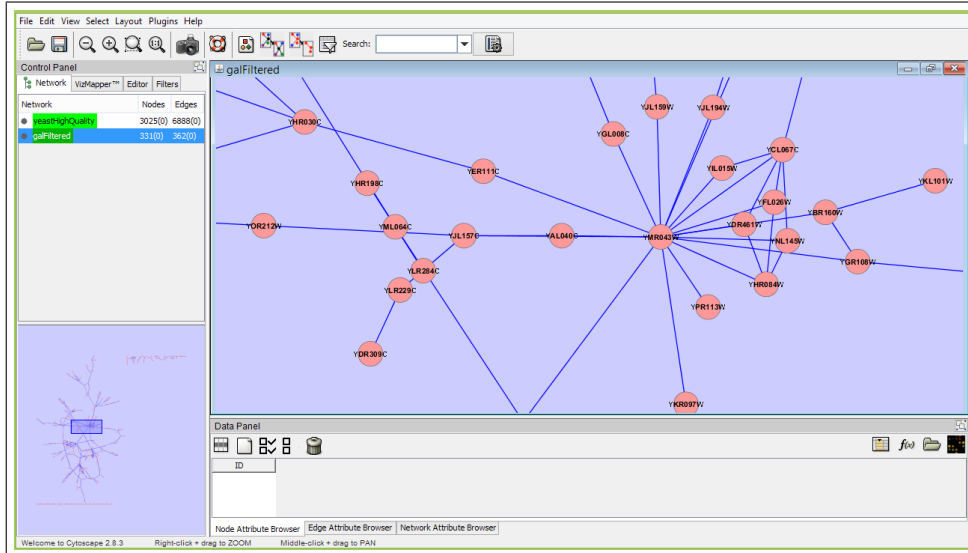 File Edit View Select Layout Plugins Help
Search:
Control Panel
Network VizMapper™ Editor Filters
Network Nodes Edges
yeastHighQuality 3025(0) 6888(0)
galFiltered 331(0) 362(0)
galFiltered
YJL159W
YJL194W
YHR030C
YGL008C
YCL067C
YER111C
YIL015W
YHR198C
YKL101W
YFL026W
YBR160W
YOR212W
YML064C
YDR461W
YJL157C
YAL040C
YMR043W
YNL145W
YGR108W
YLR284C
YHR084W
YLR229C
YPR113W
YDR309C
YKR097W
Data Panel
f(x)
ID
Node Attribute Browser Edge Attribute Browser Network Attribute Browser
Welcome to Cytoscape 2.8.3 Right-click + drag to ZOOM Middle-click + drag to PAN